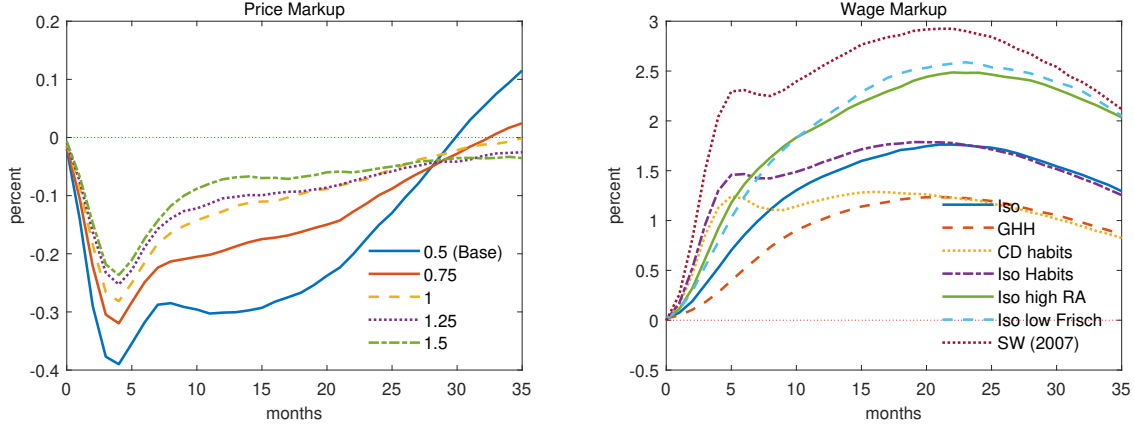 Price Markup
0.2
0.1
0
-0.1
-0.2
-0.3
-0.4
percent
0 5 10 15 20 25 30 35
months
0.5 (Base)
0.75
1
1.25
1.5
Wage Markup
3
2.5
2
1.5
1
0.5
0
-0.5
percent
0 5 10 15 20 25 30 35
months
Iso
GHH
CD habits
Iso Habits
Iso high RA
Iso low Frisch
SW (2007)